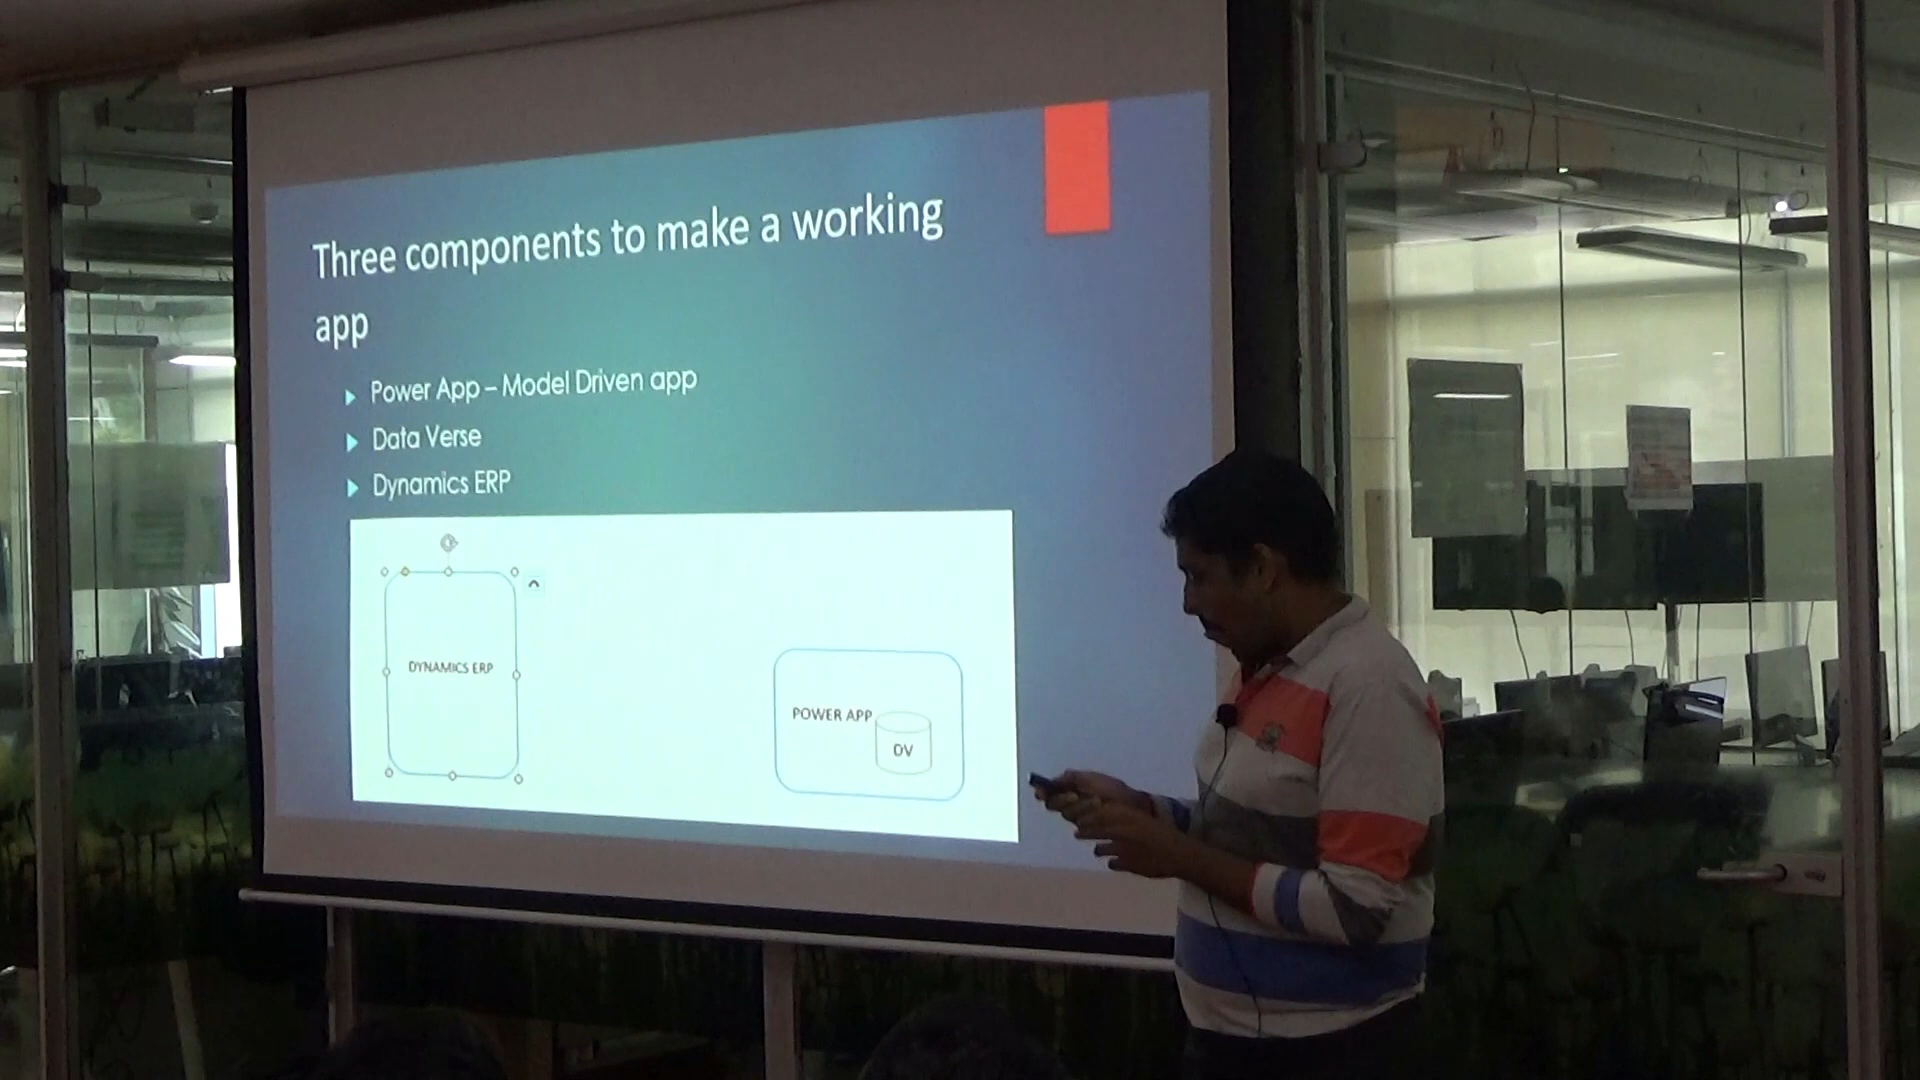 Three components to make a working
app
Power App – Model Driven app
Data Verse
Dynamics ERP
DYNAMICS ERP
POWER APP
DV